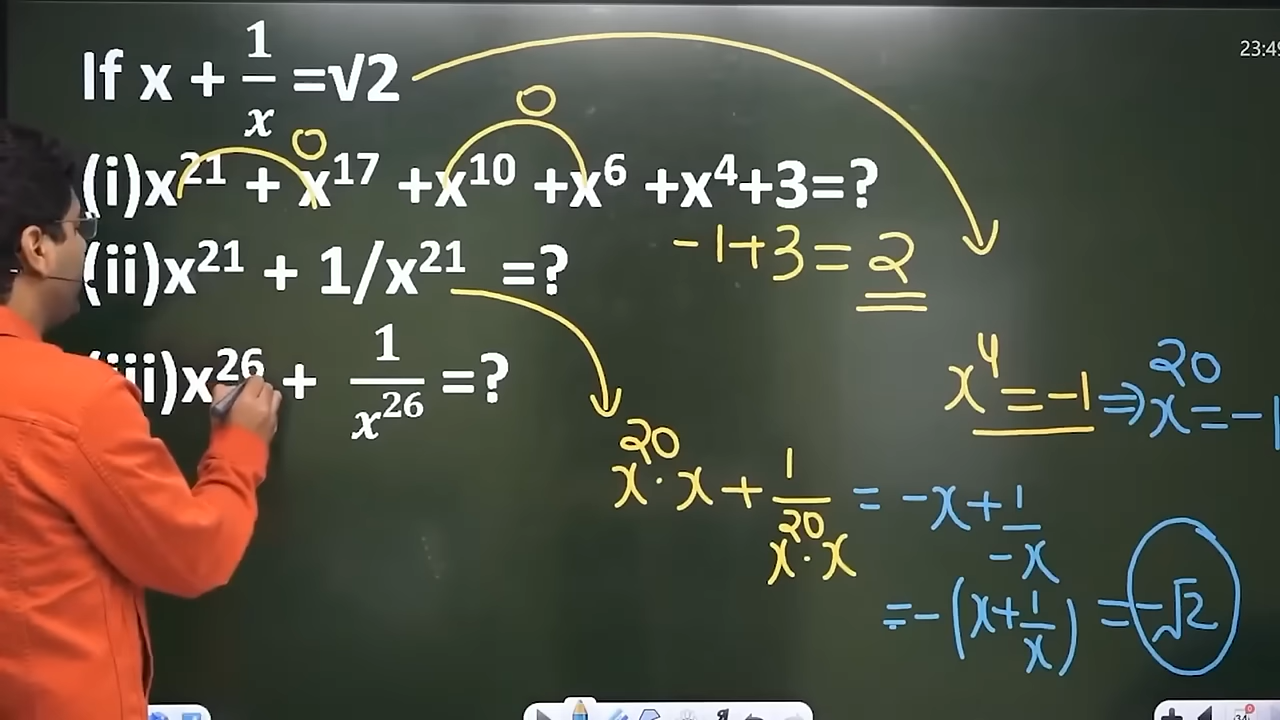 23:49
If x + 1/x =√2
0 0
(i)x²¹ + x¹⁷ +x¹⁰ +x⁶ +x⁴+3=?
-1+3=2
(ii)x²¹ + 1/x²¹ =?
(iii)x²⁶ + 1/x²⁶ =?
x⁴=-1⇒x²⁰=-1
x²⁰·x+1/x²⁰·x = -x+1/-x
=-(x+1/x) =-√2